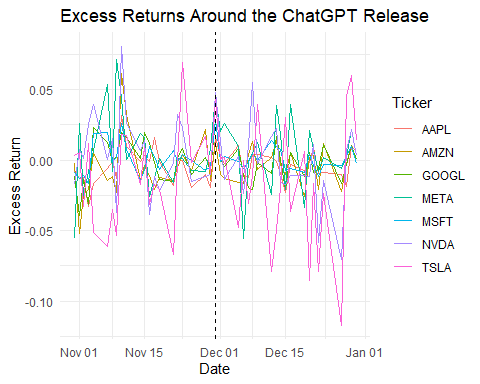 Excess Returns Around the ChatGPT Release
Excess Return
0.05
0.00
-0.05
-0.10
Nov 01
Nov 15
Dec 01
Dec 15
Jan 01
Date
Ticker
AAPL
AMZN
GOOGL
META
MSFT
NVDA
TSLA